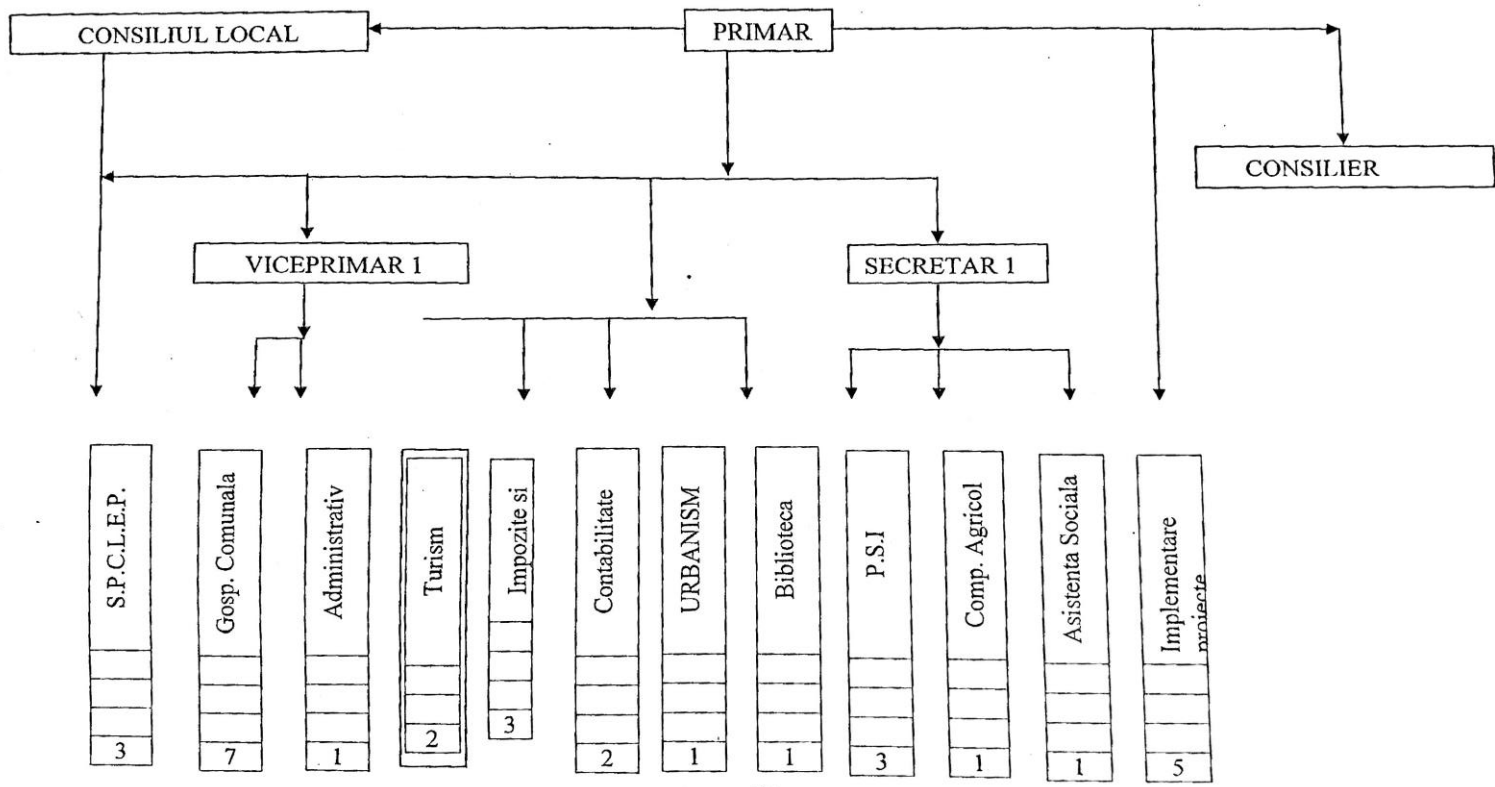 CONSILIUL LOCAL
PRIMAR
CONSILIER
VICEPRIMAR 1
SECRETAR 1
S.P.C.L.E.P.
3
Gosp. Comunala
7
Administrativ
1
Turism
2
Impozite si
3
Contabilitate
2
URBANISM
1
Biblioteca
1
P.S.I
3
Comp. Agricol
1
Asistenta Sociala
1
Implementare
proiecte
5